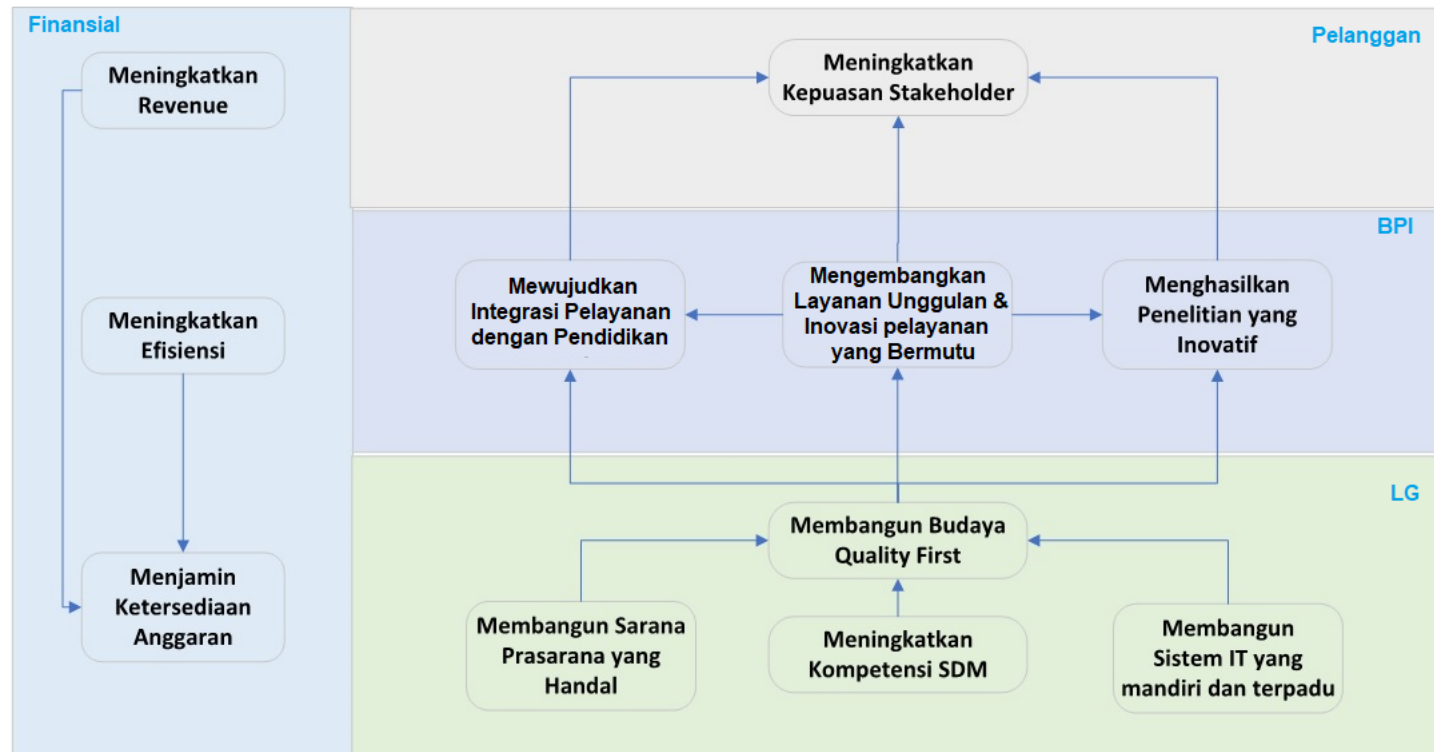 Finansial
Meningkatkan
Revenue
Meningkatkan
Efisiensi
Menjamin
Ketersediaan
Anggaran
Pelanggan
Meningkatkan
Kepuasan Stakeholder
BPI
Mewujudkan
Integrasi Pelayanan
dengan Pendidikan
Mengembangkan
Layanan Unggulan &
Inovasi pelayanan
yang Bermutu
Menghasilkan
Penelitian yang
Inovatif
LG
Membangun Budaya
Quality First
Membangun Sarana
Prasarana yang
Handal
Meningkatkan
Kompetensi SDM
Membangun
Sistem IT yang
mandiri dan terpadu